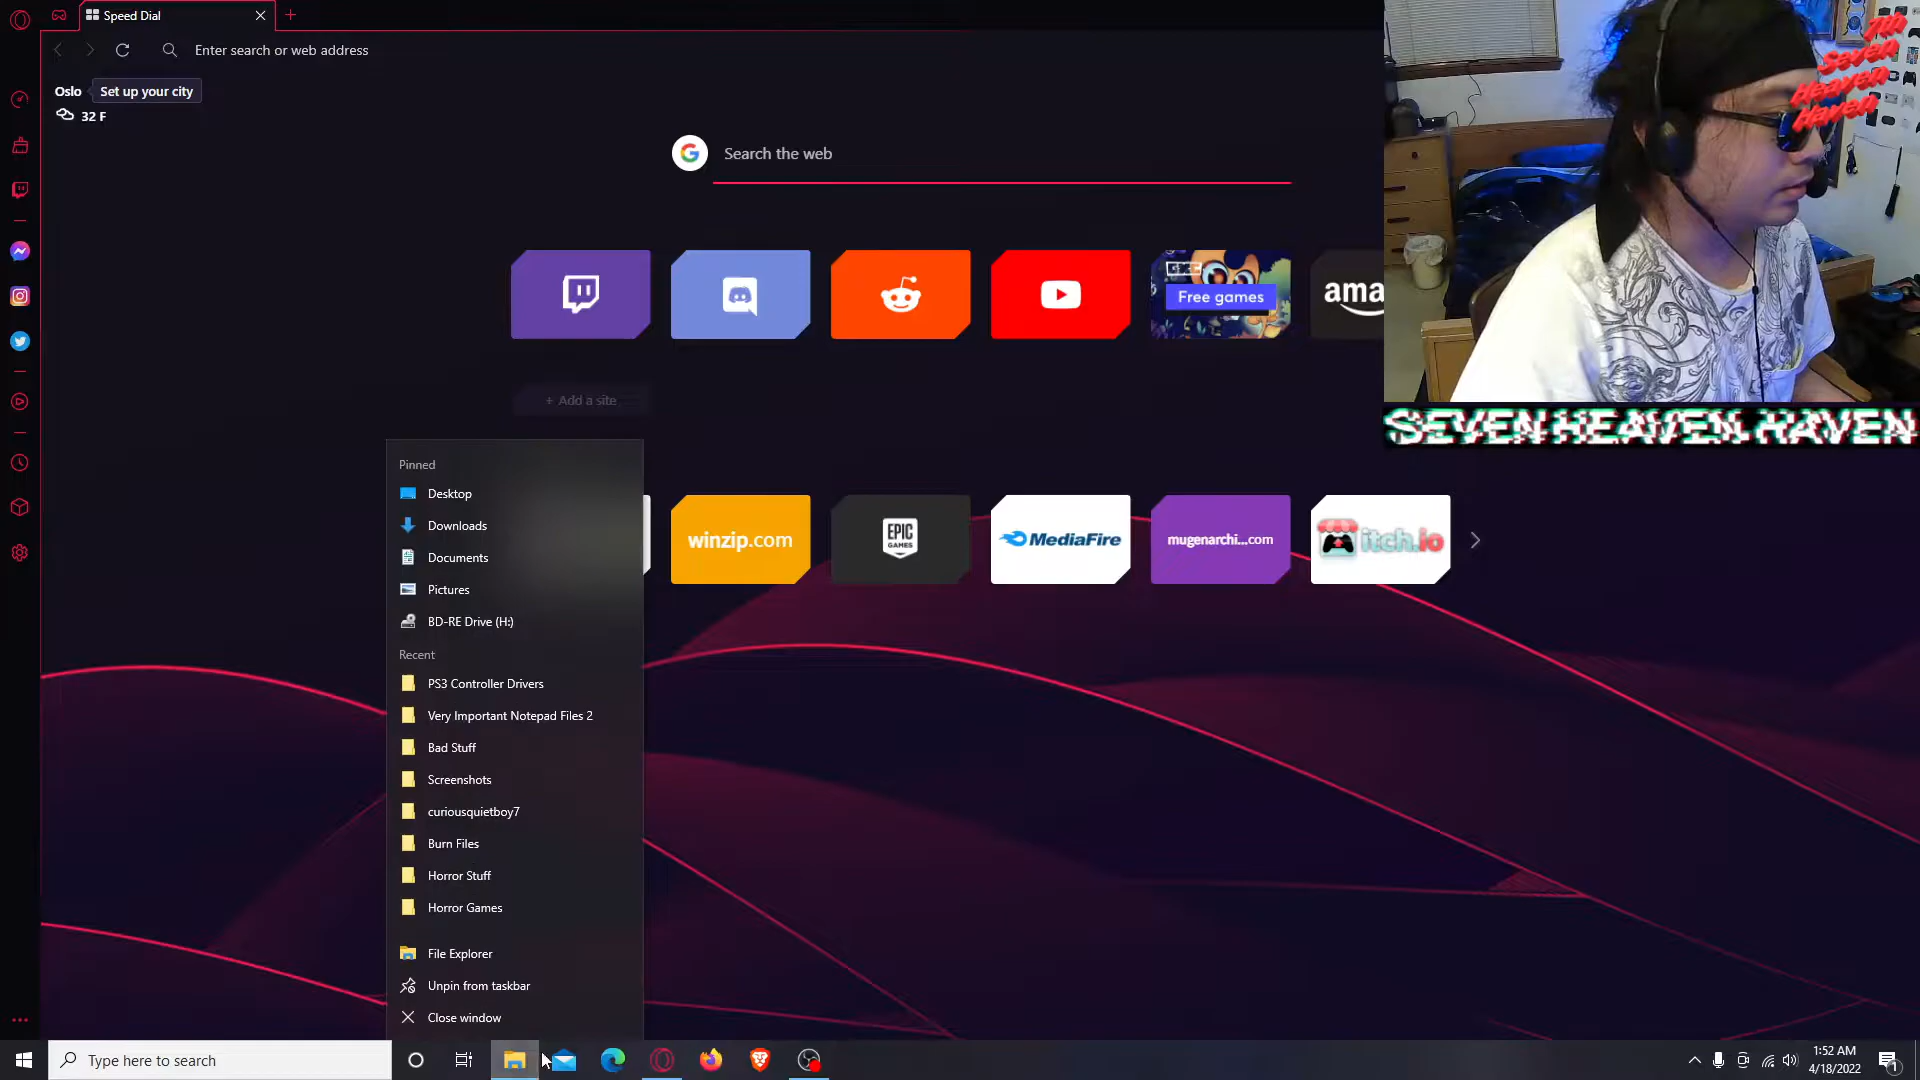 Speed Dial
Enter search or web address
Oslo
Set up your city
32 F
Search the web
Free games
ama
+ Add a site
winzip.com
EPIC
GAMES
MediaFire
mugenarchi...com
itch.io
Seven
Heaven
Haven
SEVEN HEAVEN HAVEN
Pinned
Desktop
Downloads
Documents
Pictures
BD-RE Drive (H:)
Recent
PS3 Controller Drivers
Very Important Notepad Files 2
Bad Stuff
Screenshots
curiousquietboy7
Burn Files
Horror Stuff
Horror Games
File Explorer
Unpin from taskbar
Close window
Type here to search
1:52 AM
4/18/2022
1